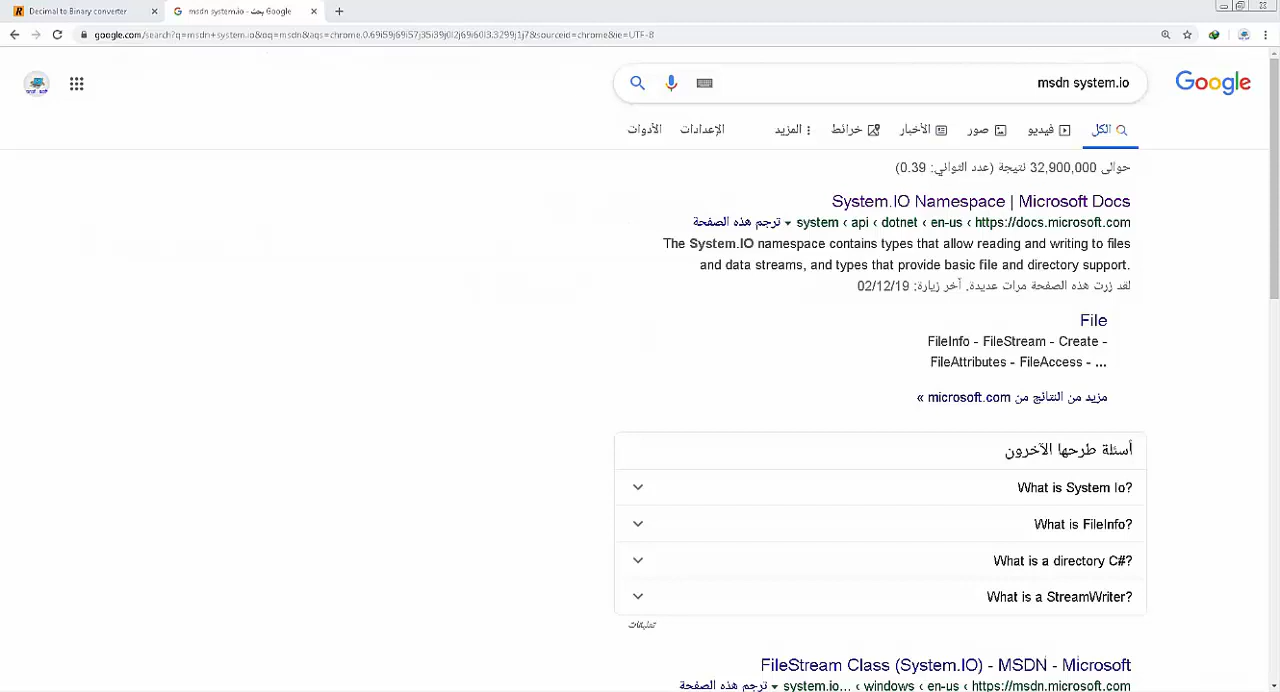 Decimal to Binary converter
msdn system.io - بحث Google
google.com/search?q=msdn+system.io&oq=msdn&aqs=chrome.0.69i59j69i57j35i39j0l2j69i60l3.3299j1j7&sourceid=chrome&ie=UTF-8
msdn system.io
Google
الكل فيديو صور الأخبار خرائط المزيد الإعدادات الأدوات
حوالى 32,900,000 نتيجة (عدد الثواني: 0.39)
System.IO Namespace | Microsoft Docs
https://docs.microsoft.com › en-us › dotnet › api › system ترجم هذه الصفحة
The System.IO namespace contains types that allow reading and writing to files
and data streams, and types that provide basic file and directory support.
لقد زرت هذه الصفحة مرات عديدة. آخر زيارة: 02/12/19
File
FileInfo - FileStream - Create -
FileAttributes - FileAccess - ...
مزيد من النتائج من microsoft.com »
أسئلة طرحها الآخرون
What is System Io?
What is FileInfo?
What is a directory C#?
What is a StreamWriter?
تعليقات
FileStream Class (System.IO) - MSDN - Microsoft
https://msdn.microsoft.com › en-us › windows › system.io... ترجم هذه الصفحة